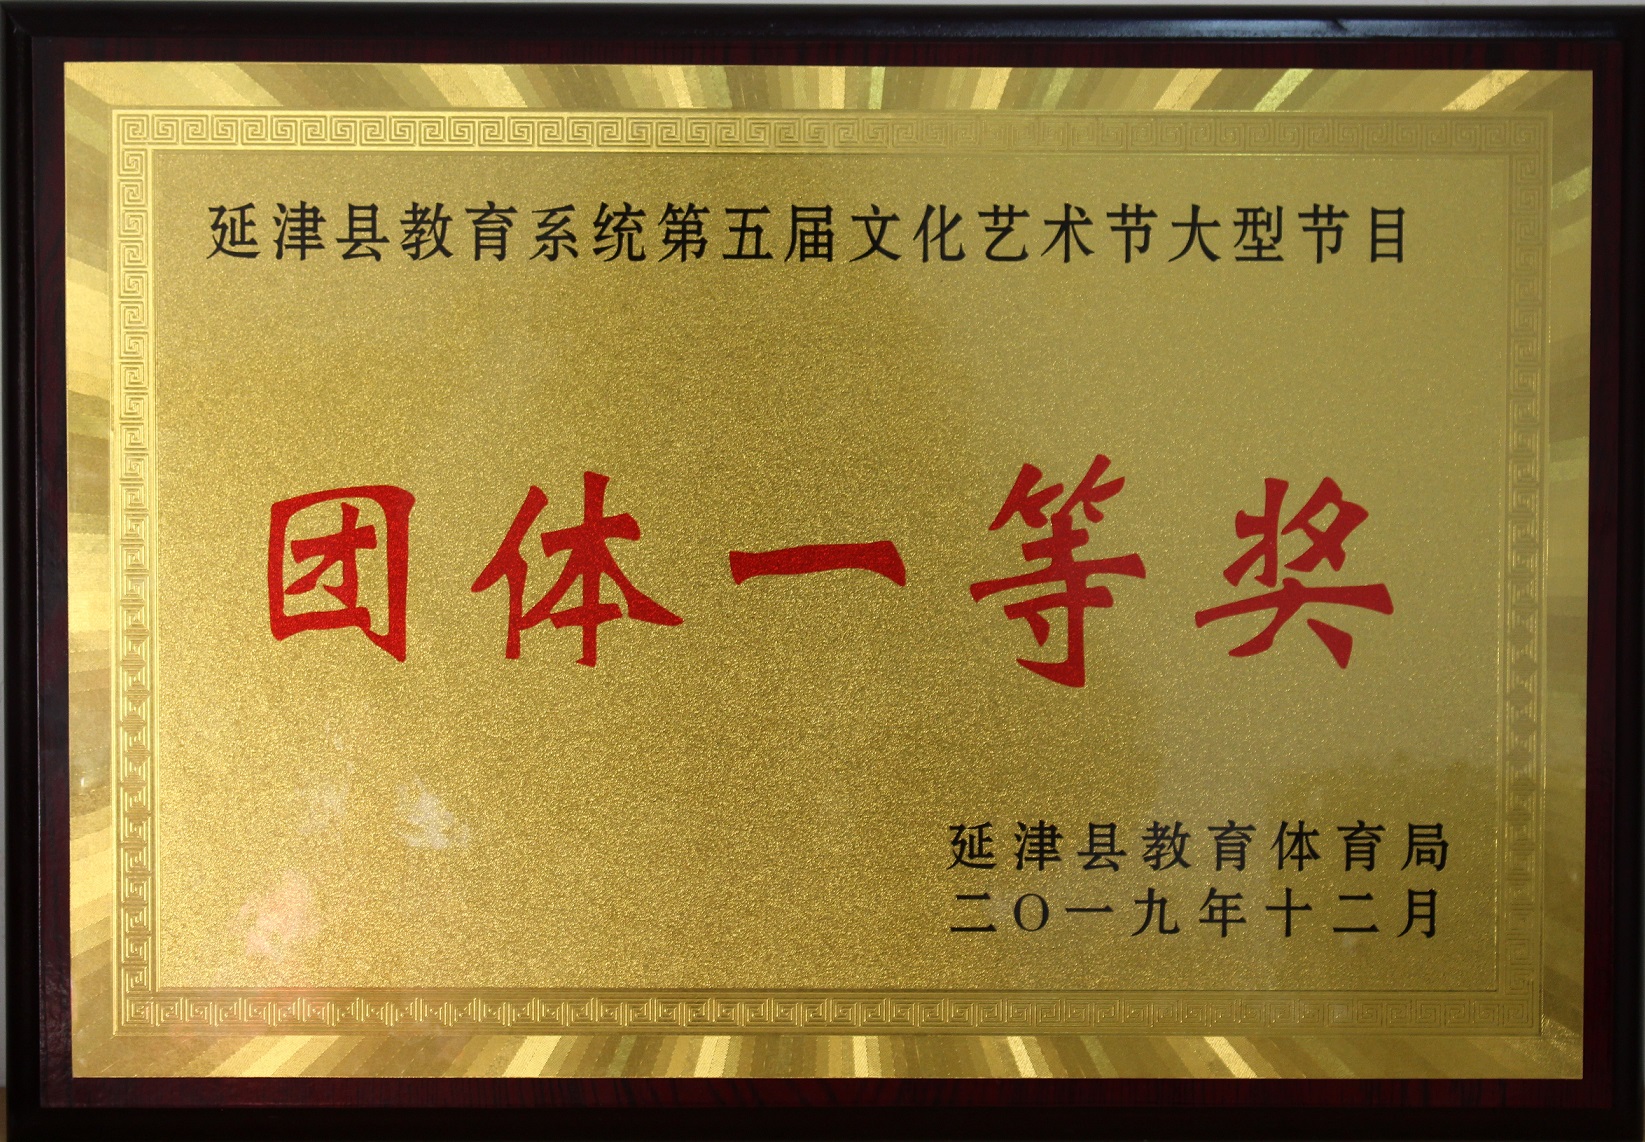 延津县教育系统第五届文化艺术节大型节目
团体一等奖
延津县教育体育局
二〇一九年十二月